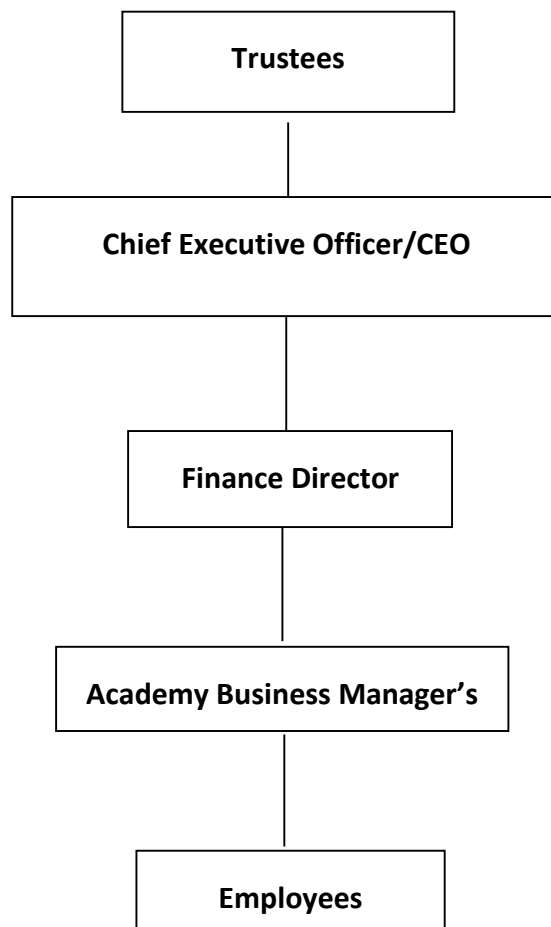 Trustees
Chief Executive Officer/CEO
Finance Director
Academy Business Manager’s
Employees